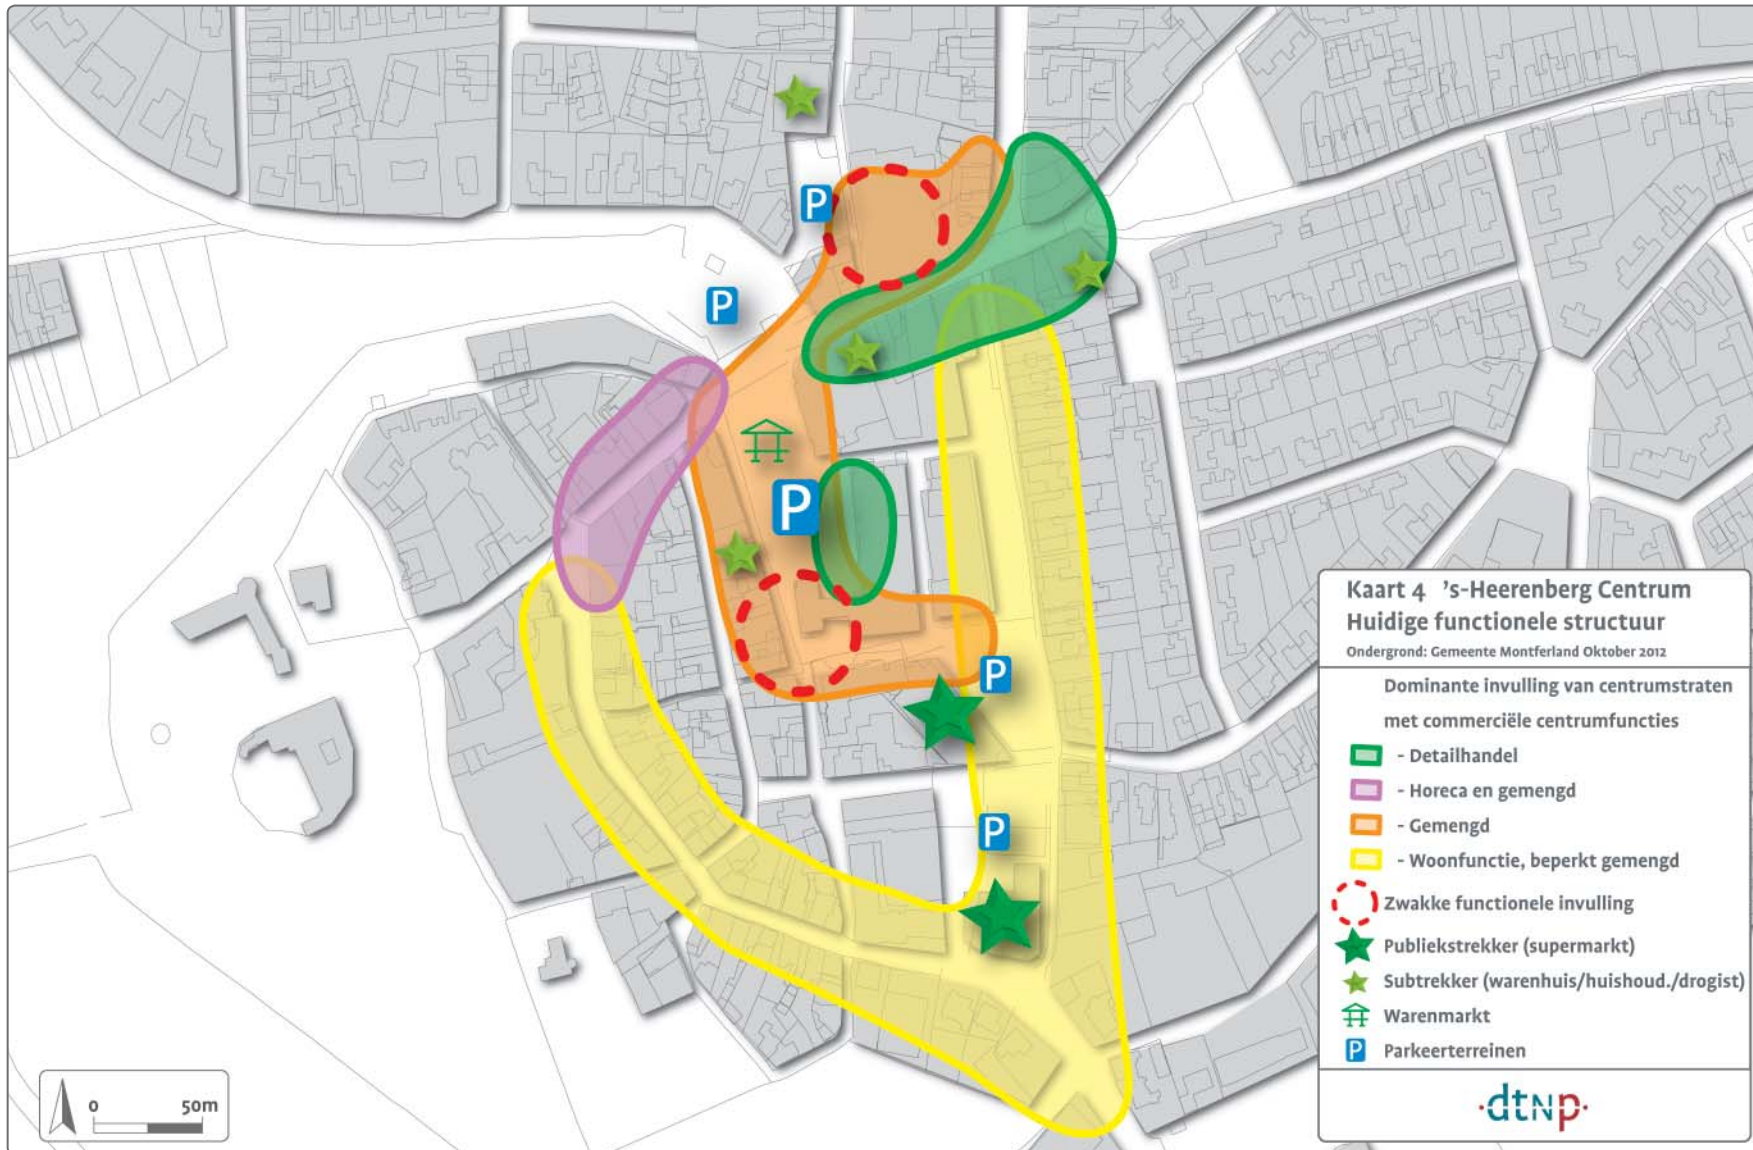 P
P
P
P
P
Kaart 4 's-Heerenberg Centrum
Huidige functionele structuur
Ondergrond: Gemeente Montferland Oktober 2012
Dominante invulling van centrumstraten
met commerciële centrumfuncties
- Detailhandel
- Horeca en gemengd
- Gemengd
- Woonfunctie, beperkt gemengd
Zwakke functionele invulling
Publiekstrekker (supermarkt)
Subtrekker (warenhuis/huishoud./drogist)
Warenmarkt
P Parkeerterreinen
·dtnp·
0 50m